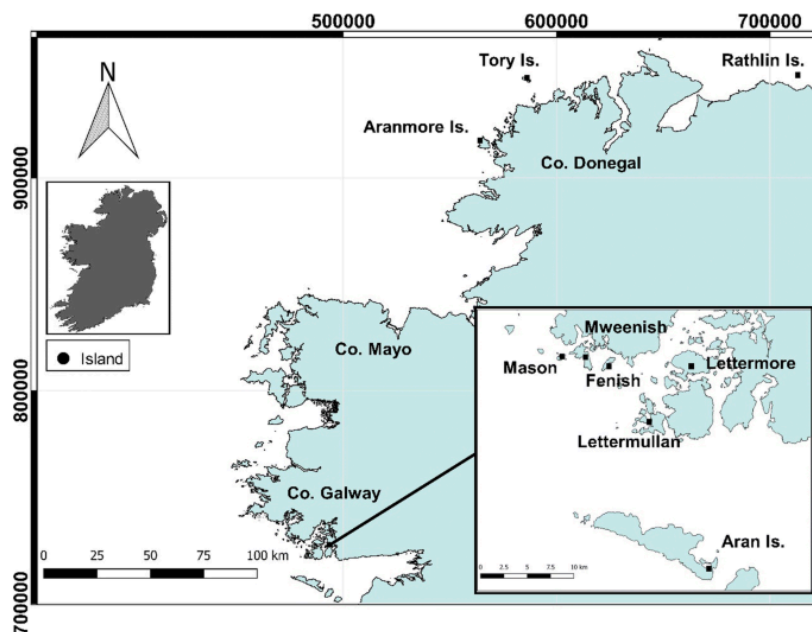 500000 600000 700000
Tory Is.
Rathlin Is.
N
Aranmore Is.
Co. Donegal
900000
Island
Co. Mayo
800000
Mweenish
Mason
Fenish
Lettermore
Lettermullan
Co. Galway
Aran Is.
0 25 50 75 100 km
0 2.5 5 7.5 10 km
700000